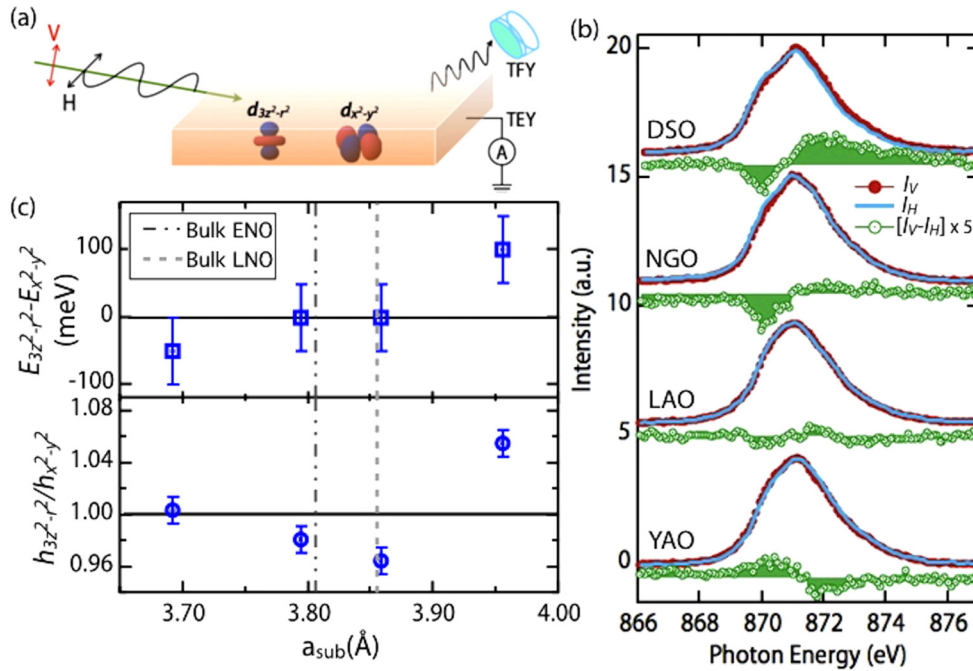 (a)
V
H
d3z²-r²
dx²-y²
TFY
TEY
A
(b)
20
DSO
15
IV
IH
[IV-IH] x 5
NGO
10
LAO
5
YAO
0
Intensity (a.u.)
866 868 870 872 874 876
Photon Energy (eV)
(c)
Bulk ENO
Bulk LNO
E3z²-r²-Ex²-y²
(meV)
100
0
-100
h3z²-r²/hx²-y²
1.08
1.04
1.00
0.96
3.70 3.80 3.90 4.00
asub(Å)